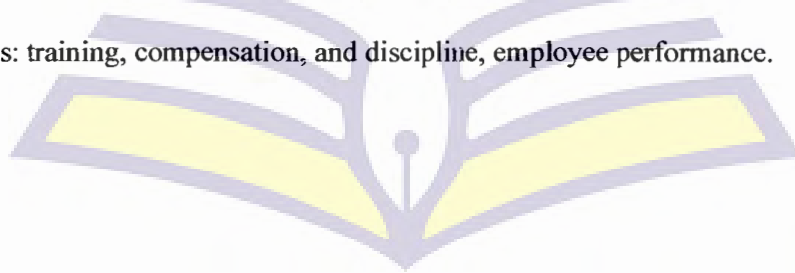 s: training, compensation, and discipline, employee performance.